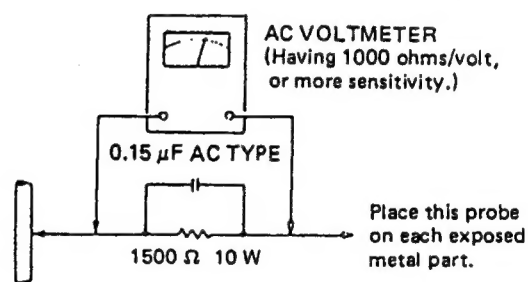 AC VOLTMETER
(Having 1000 ohms/volt,
or more sensitivity.)
0.15 μF AC TYPE
1500 Ω 10 W
Place this probe
on each exposed
metal part.